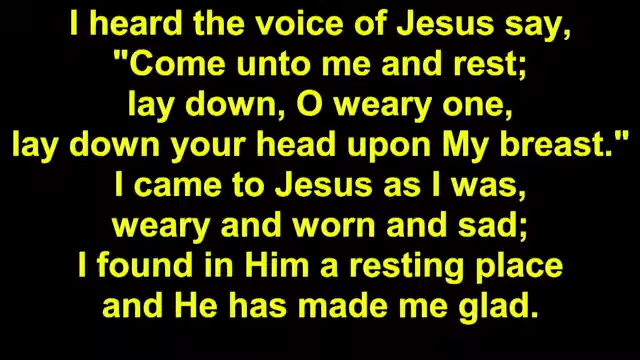 I heard the voice of Jesus say,
"Come unto me and rest;
lay down, O weary one,
lay down your head upon My breast."
I came to Jesus as I was,
weary and worn and sad;
I found in Him a resting place
and He has made me glad.